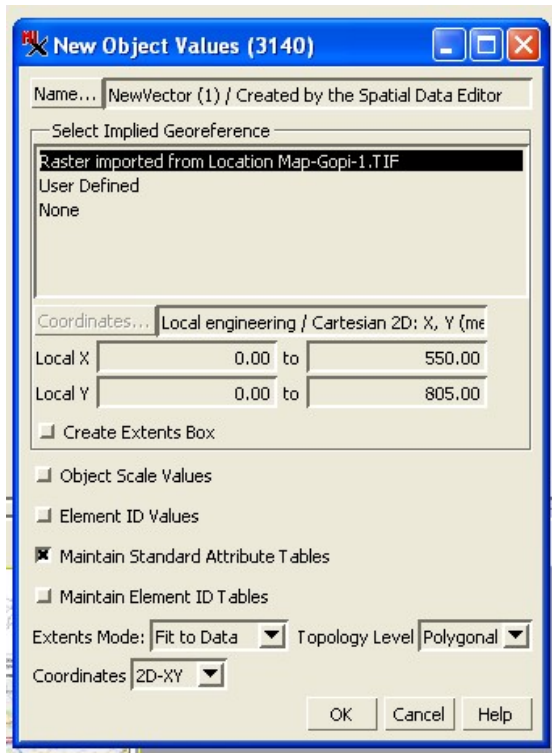 New Object Values (3140)
Name... NewVector (1) / Created by the Spatial Data Editor
Select Implied Georeference
Raster imported from Location Map-Gopi-1.TIF
User Defined
None
Coordinates... Local engineering / Cartesian 2D: X, Y (me
Local X 0.00 to 550.00
Local Y 0.00 to 805.00
Create Extents Box
Object Scale Values
Element ID Values
Maintain Standard Attribute Tables
Maintain Element ID Tables
Extents Mode: Fit to Data Topology Level Polygonal
Coordinates 2D-XY
OK Cancel Help